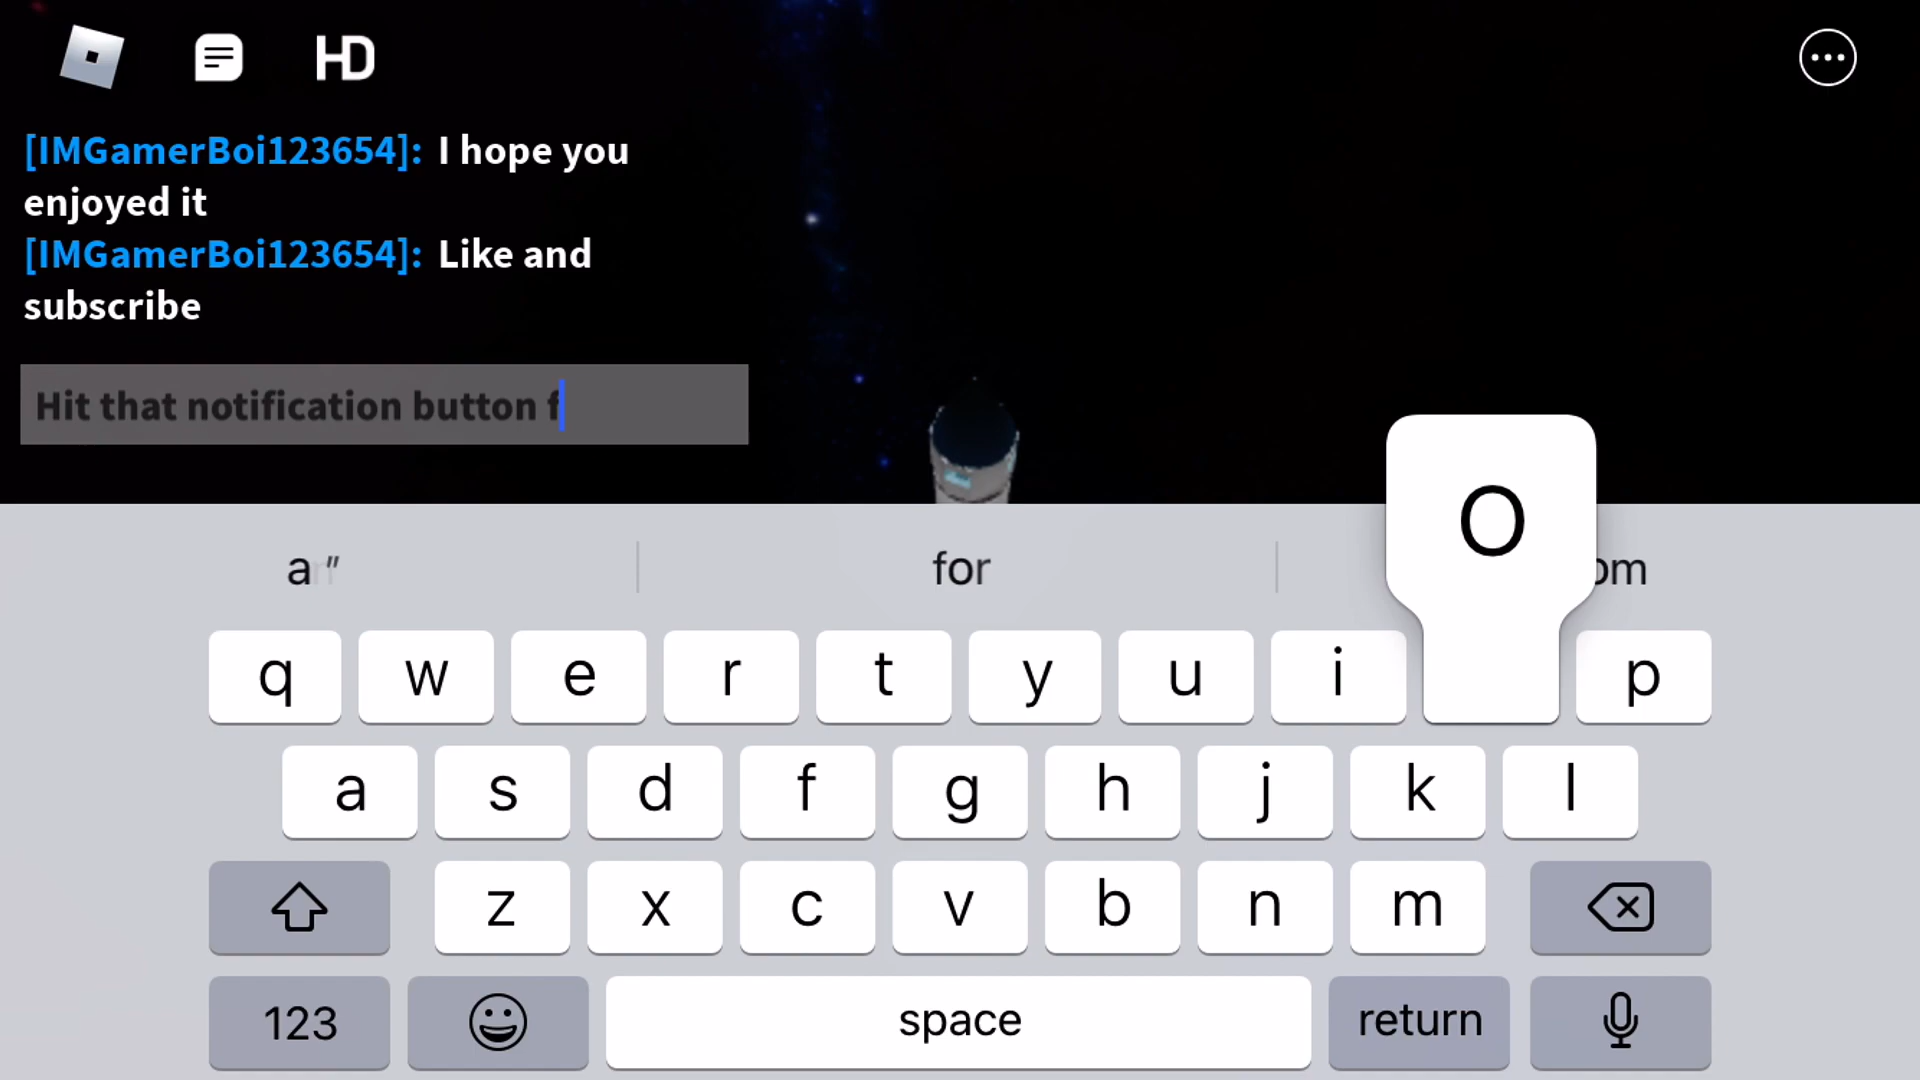 HD
[IMGamerBoi123654]: I hope you
enjoyed it
[IMGamerBoi123654]: Like and
subscribe
Hit that notification button f
for
O
q w e r t y u i p
a s d f g h j k l
z x c v b n m
123 space return